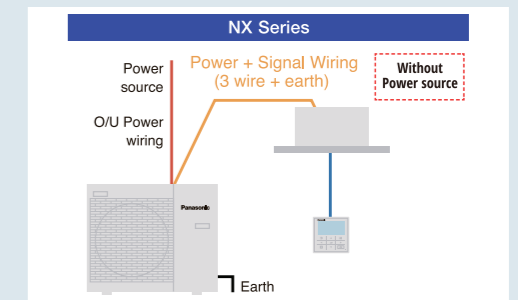 NX Series
Power
source
Power + Signal Wiring
(3 wire + earth)
Without
Power source
O/U Power
wiring
Panasonic
Earth